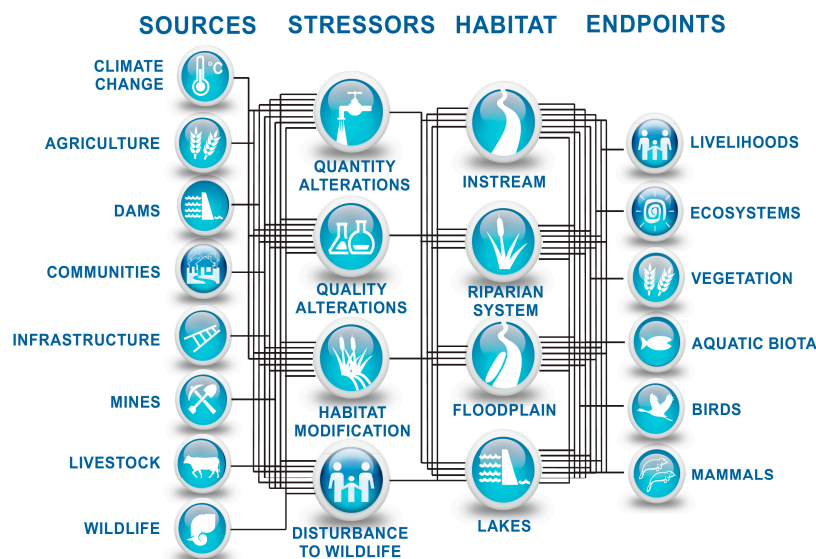 SOURCES STRESSORS HABITAT ENDPOINTS
CLIMATE
CHANGE
°C
AGRICULTURE
DAMS
COMMUNITIES
INFRASTRUCTURE
MINES
LIVESTOCK
WILDLIFE
QUANTITY
ALTERATIONS
QUALITY
ALTERATIONS
HABITAT
MODIFICATION
DISTURBANCE
TO WILDLIFE
INSTREAM
RIPARIAN
SYSTEM
FLOODPLAIN
LAKES
LIVELIHOODS
ECOSYSTEMS
VEGETATION
AQUATIC BIOTA
BIRDS
MAMMALS